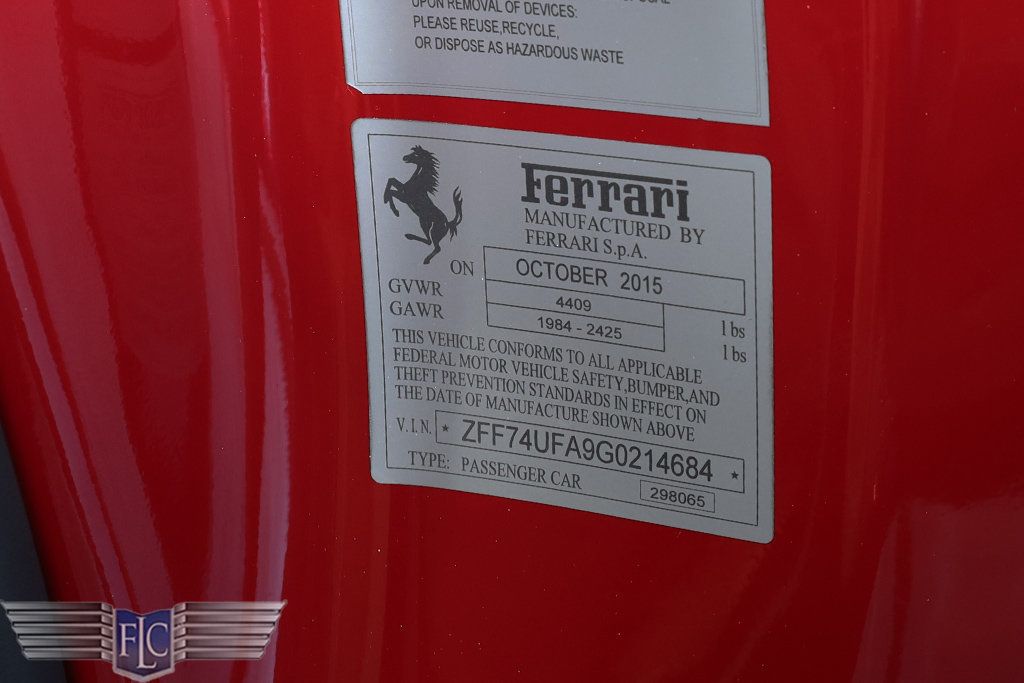 UPON REMOVAL OF DEVICES:
PLEASE REUSE,RECYCLE,
OR DISPOSE AS HAZARDOUS WASTE
Ferrari
MANUFACTURED BY
FERRARI S.p.A.
ON OCTOBER 2015
GVWR 4409 lbs
GAWR 1984 - 2425 lbs
THIS VEHICLE CONFORMS TO ALL APPLICABLE
FEDERAL MOTOR VEHICLE SAFETY,BUMPER,AND
THEFT PREVENTION STANDARDS IN EFFECT ON
THE DATE OF MANUFACTURE SHOWN ABOVE
V.I.N. * ZFF74UFA9G0214684 *
TYPE: PASSENGER CAR 298065
FLC